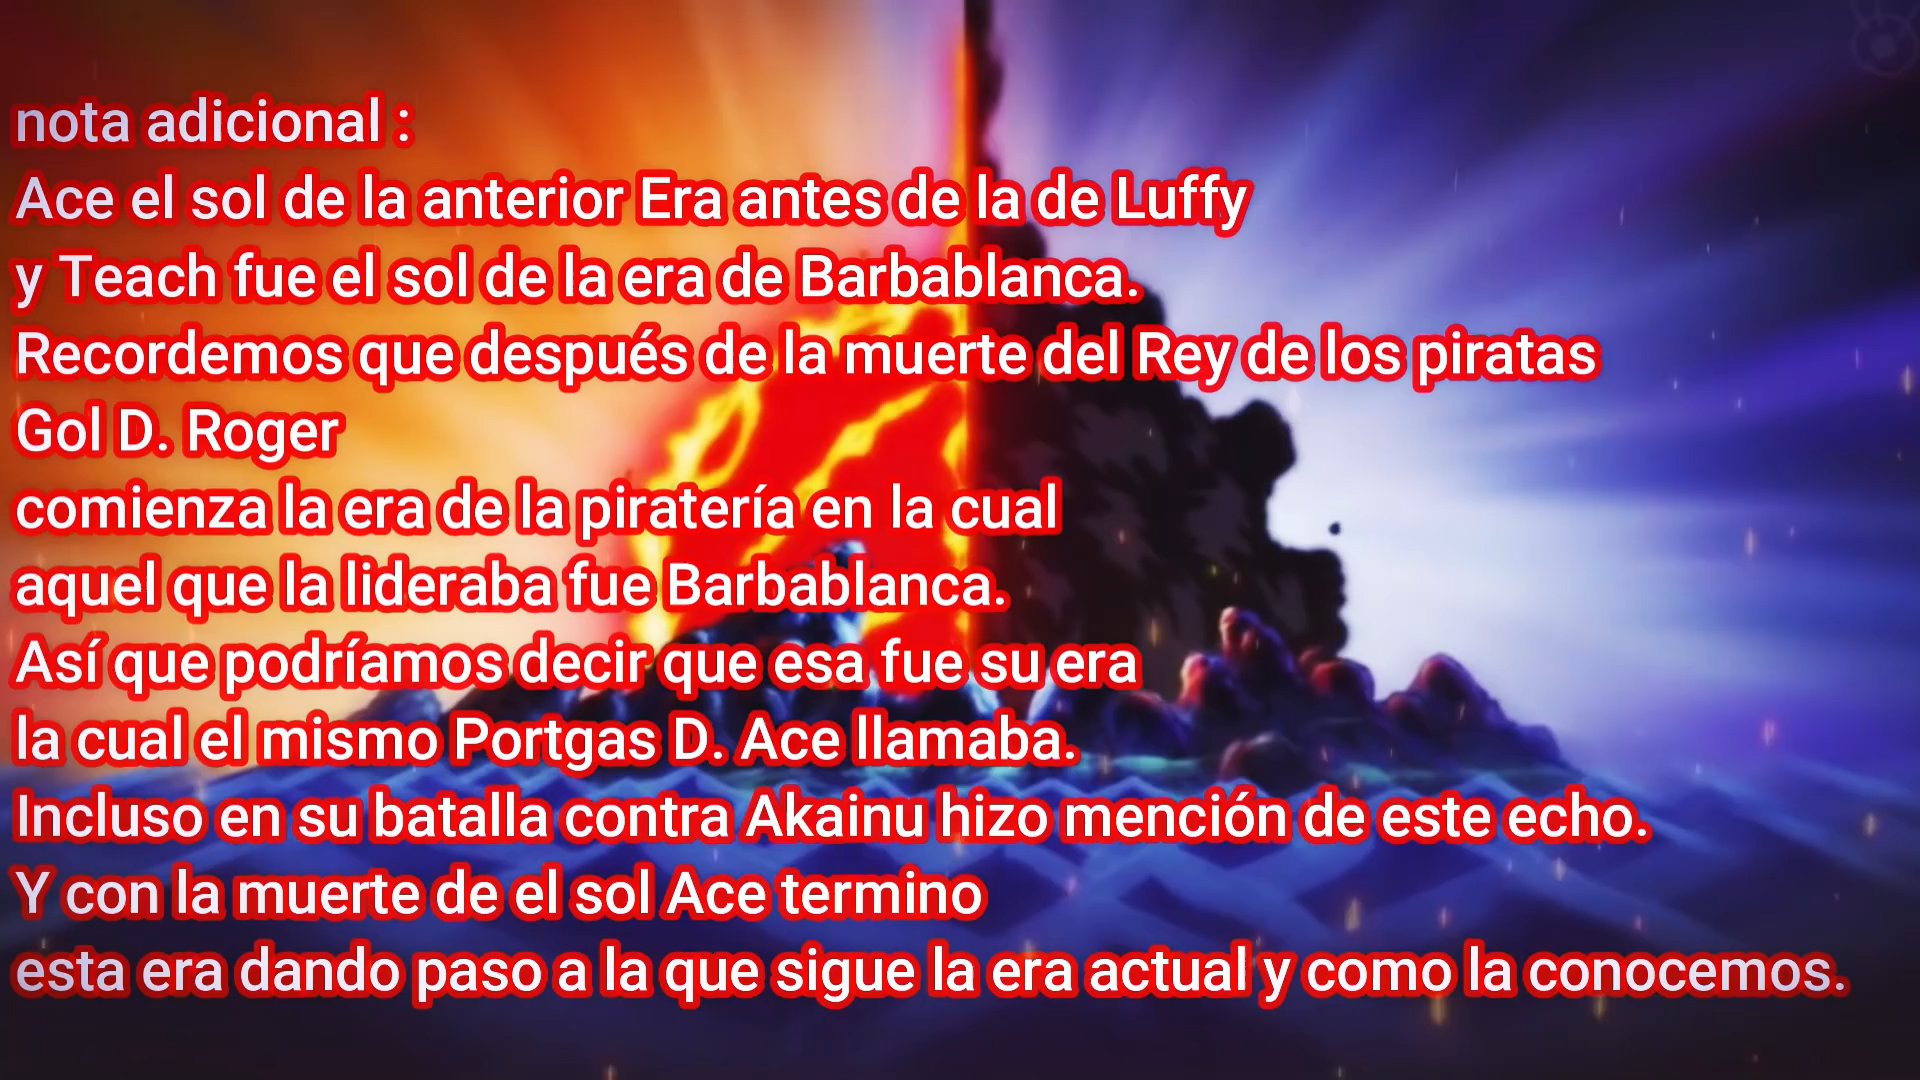 nota adicional :
Ace el sol de la anterior Era antes de la de Luffy
y Teach fue el sol de la era de Barbablanca.
Recordemos que después de la muerte del Rey de los piratas
Gol D. Roger
comienza la era de la piratería en la cual
aquel que la lideraba fue Barbablanca.
Así que podríamos decir que esa fue su era
la cual el mismo Portgas D. Ace llamaba.
Incluso en su batalla contra Akainu hizo mención de este echo.
Y con la muerte de el sol Ace termino
esta era dando paso a la que sigue la era actual y como la conocemos.